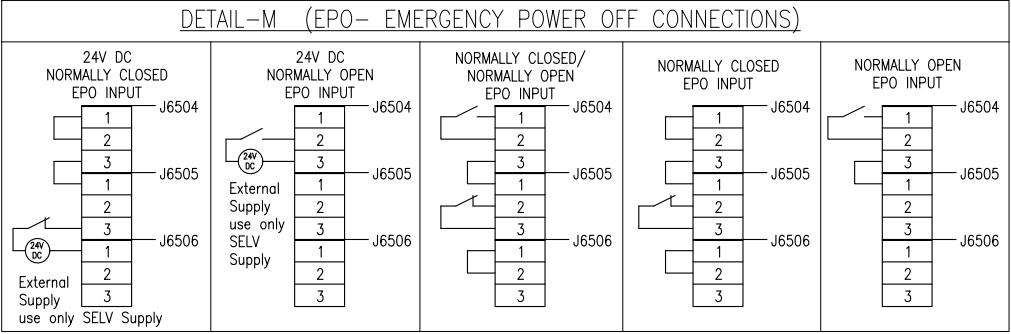 DETAIL-M (EPO- EMERGENCY POWER OFF CONNECTIONS)
24V DC
NORMALLY CLOSED
EPO INPUT
J6504
1
2
3
J6505
1
2
3
J6506
1
2
3
24V
DC
External
Supply
use only SELV Supply
24V DC
NORMALLY OPEN
EPO INPUT
J6504
1
2
3
J6505
1
2
3
J6506
1
2
3
24V
DC
External
Supply
use only
SELV
Supply
NORMALLY CLOSED/
NORMALLY OPEN
EPO INPUT
J6504
1
2
3
J6505
1
2
3
J6506
1
2
3
NORMALLY CLOSED
EPO INPUT
J6504
1
2
3
J6505
1
2
3
J6506
1
2
3
NORMALLY OPEN
EPO INPUT
J6504
1
2
3
J6505
1
2
3
J6506
1
2
3